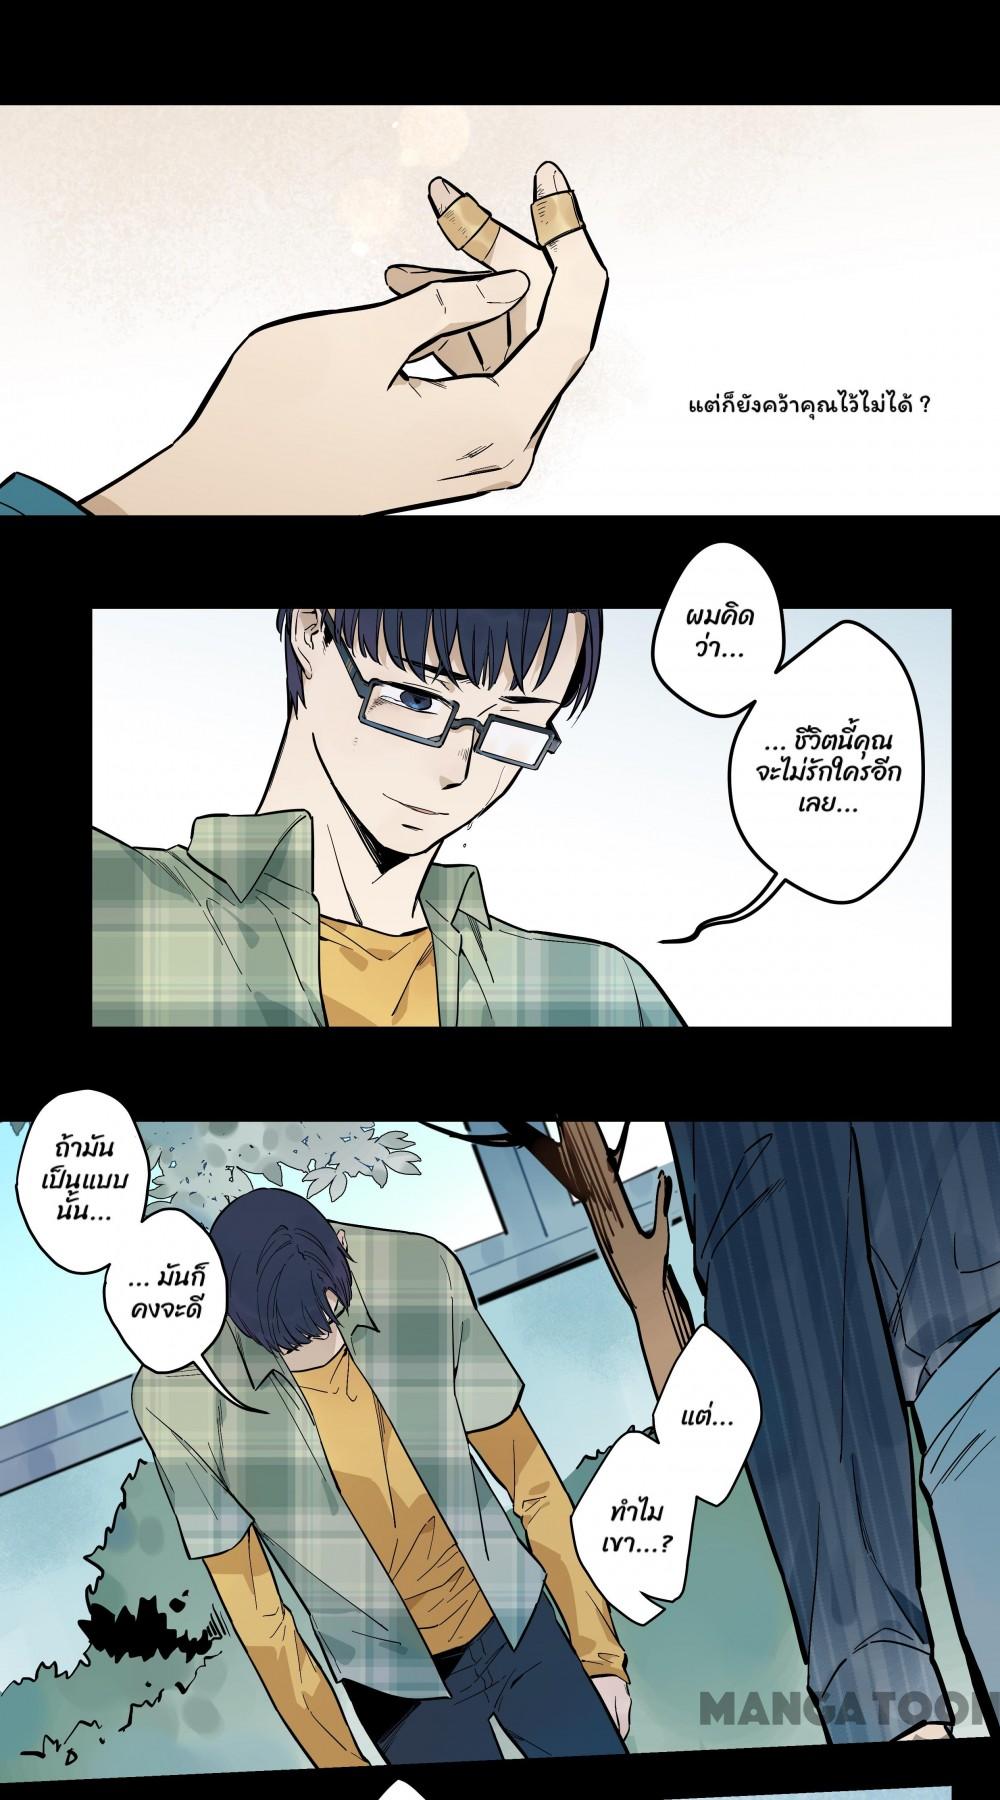 แต่ก็ยังคว้าคุณไว้ไม่ได้ ?
ผมคิด
ว่า...
... ชีวิตนี้คุณ
จะไม่รักใครอีก
เลย...
ถ้ามัน
เป็นแบบ
นั้น...
... มันก็
คงจะดี
แต่...
ทำไม
เขา...?
MANGATOON